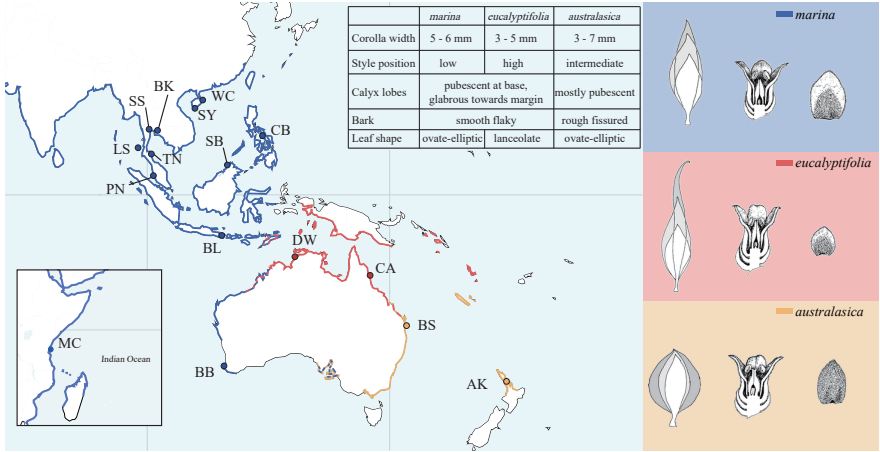 marina eucalyptifolia australasica
Corolla width 5 - 6 mm 3 - 5 mm 3 - 7 mm
Style position low high intermediate
Calyx lobes pubescent at base,
glabrous towards margin mostly pubescent
Bark smooth flaky rough fissured
Leaf shape ovate-elliptic lanceolate ovate-elliptic
marina
eucalyptifolia
australasica
BK
SS
WC
SY
CB
LS
TN
SB
PN
BL
DW
CA
BS
BB
AK
MC
Indian Ocean